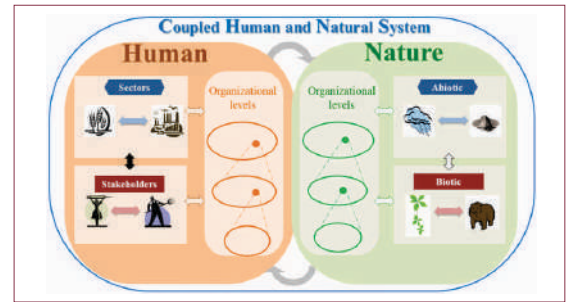 Coupled Human and Natural System
Human
Nature
Sectors
Organizational
levels
Stakeholders
Organizational
levels
Abiotic
Biotic